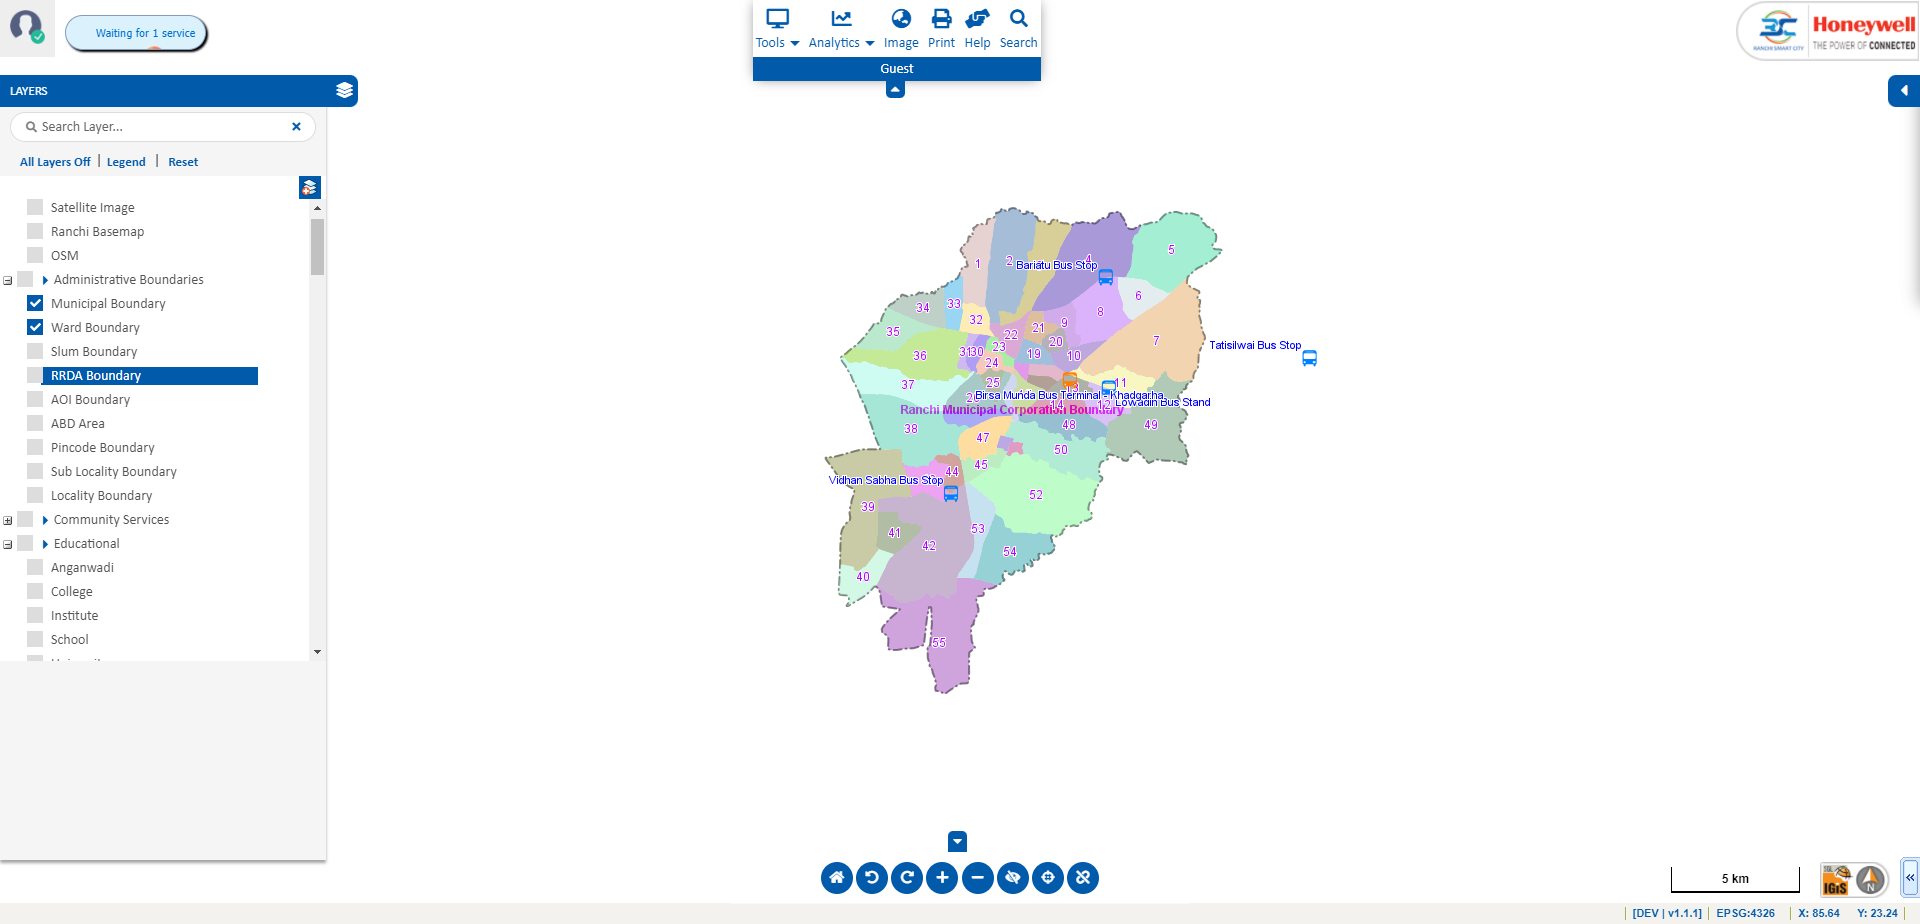 Waiting for 1 service
Tools
Analytics
Image
Print
Help
Search
Guest
RANCHI SMART CITY
Honeywell
THE POWER OF CONNECTED
LAYERS
Search Layer...
All Layers Off
Legend
Reset
Satellite Image
Ranchi Basemap
OSM
Administrative Boundaries
Municipal Boundary
Ward Boundary
Slum Boundary
RRDA Boundary
AOI Boundary
ABD Area
Pincode Boundary
Sub Locality Boundary
Locality Boundary
Community Services
Educational
Anganwadi
College
Institute
School
1
2
4
5
Bariatu Bus Stop
6
33
34
8
32
9
35
22
21
7
20
Tatisilwai Bus Stop
31
30
23
19
10
36
24
37
25
11
Birsa Munda Bus Terminal - Khadgarha
Lowadih Bus Stand
14
12
Ranchi Municipal Corporation Boundary
38
48
49
47
50
45
44
Vidhan Sabha Bus Stop
52
39
53
41
42
54
40
55
5 km
IGiS
N
[DEV | v1.1.1]
EPSG:4326
X: 85.64
Y: 23.24